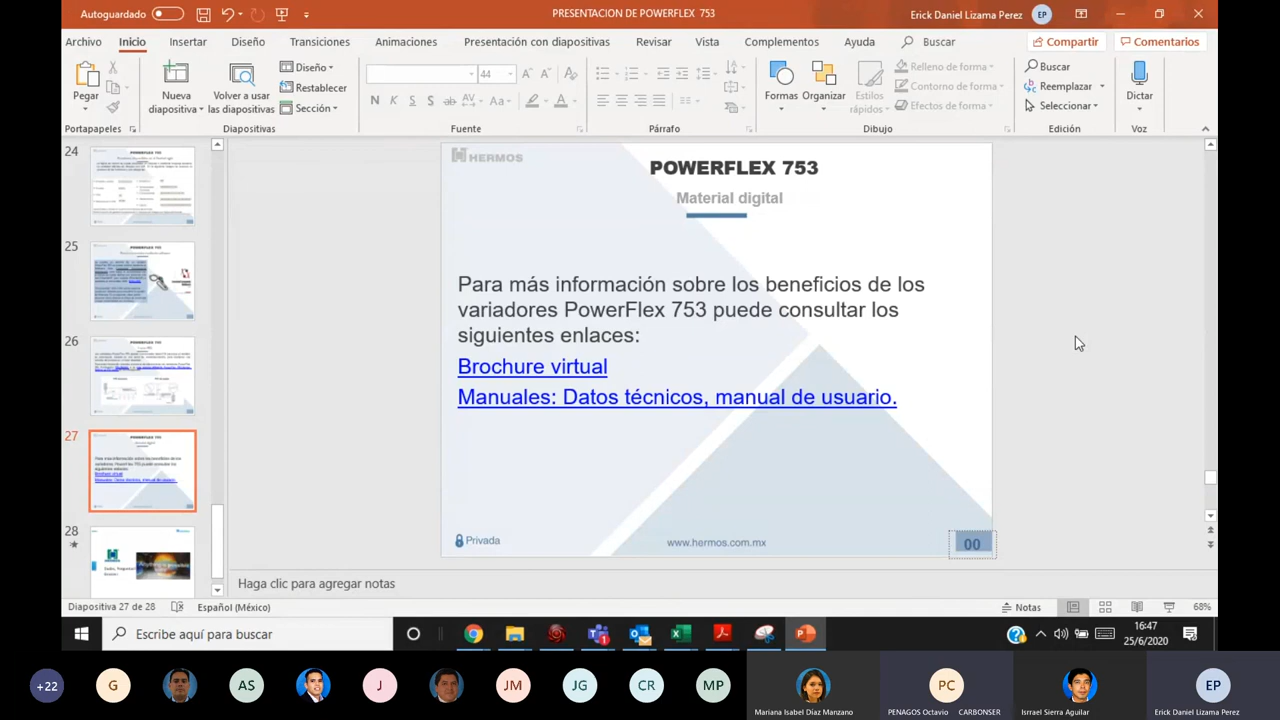 Autoguardado
PRESENTACION DE POWERFLEX 753
Erick Daniel Lizama Perez
EP
Archivo
Inicio
Insertar
Diseño
Transiciones
Animaciones
Presentación con diapositivas
Revisar
Vista
Complementos
Ayuda
Buscar
Compartir
Comentarios
Pegar
Nueva
diapositiva
Volver a usar
las diapositivas
Diseño
Restablecer
Sección
44
Formas
Organizar
Estilos
rápidos
Relleno de forma
Contorno de forma
Efectos de forma
Buscar
Reemplazar
Seleccionar
Dictar
Portapapeles
Diapositivas
Fuente
Párrafo
Dibujo
Edición
Voz
24
25
26
27
28
HERMOS
POWERFLEX 753
Material digital
Para mas información sobre los beneficios de los
variadores PowerFlex 753 puede consultar los
siguientes enlaces:
Brochure virtual
Manuales: Datos técnicos, manual de usuario.
Privada
www.hermos.com.mx
00
Haga clic para agregar notas
Diapositiva 27 de 28
Español (México)
Notas
68%
Escribe aquí para buscar
16:47
25/6/2020
+22
G
AS
J
JM
JG
CR
MP
PC
EP
Mariana Isabel Díaz Manzano
PENAGOS Octavio CARBONSER
Isrrael Sierra Aguilar
Erick Daniel Lizama Perez